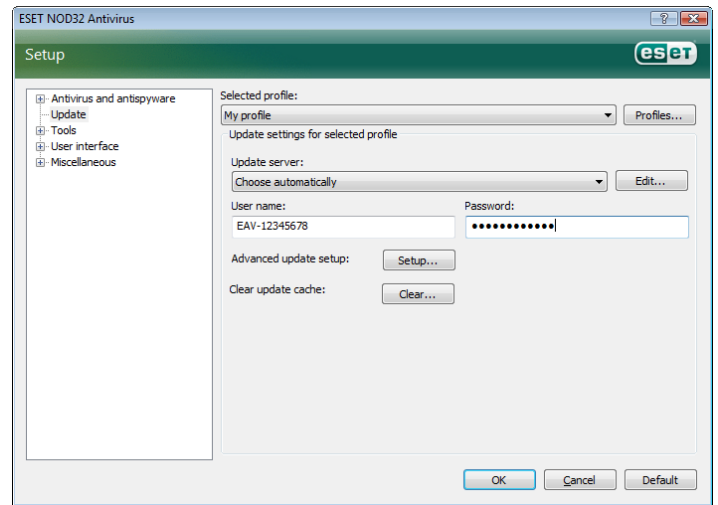 ESET NOD32 Antivirus
Setup
eset
Antivirus and antispyware
Update
Tools
User interface
Miscellaneous
Selected profile:
My profile
Profiles...
Update settings for selected profile
Update server:
Choose automatically
Edit...
User name:
Password:
EAV-12345678
••••••••••••
Advanced update setup:
Setup...
Clear update cache:
Clear...
OK
Cancel
Default